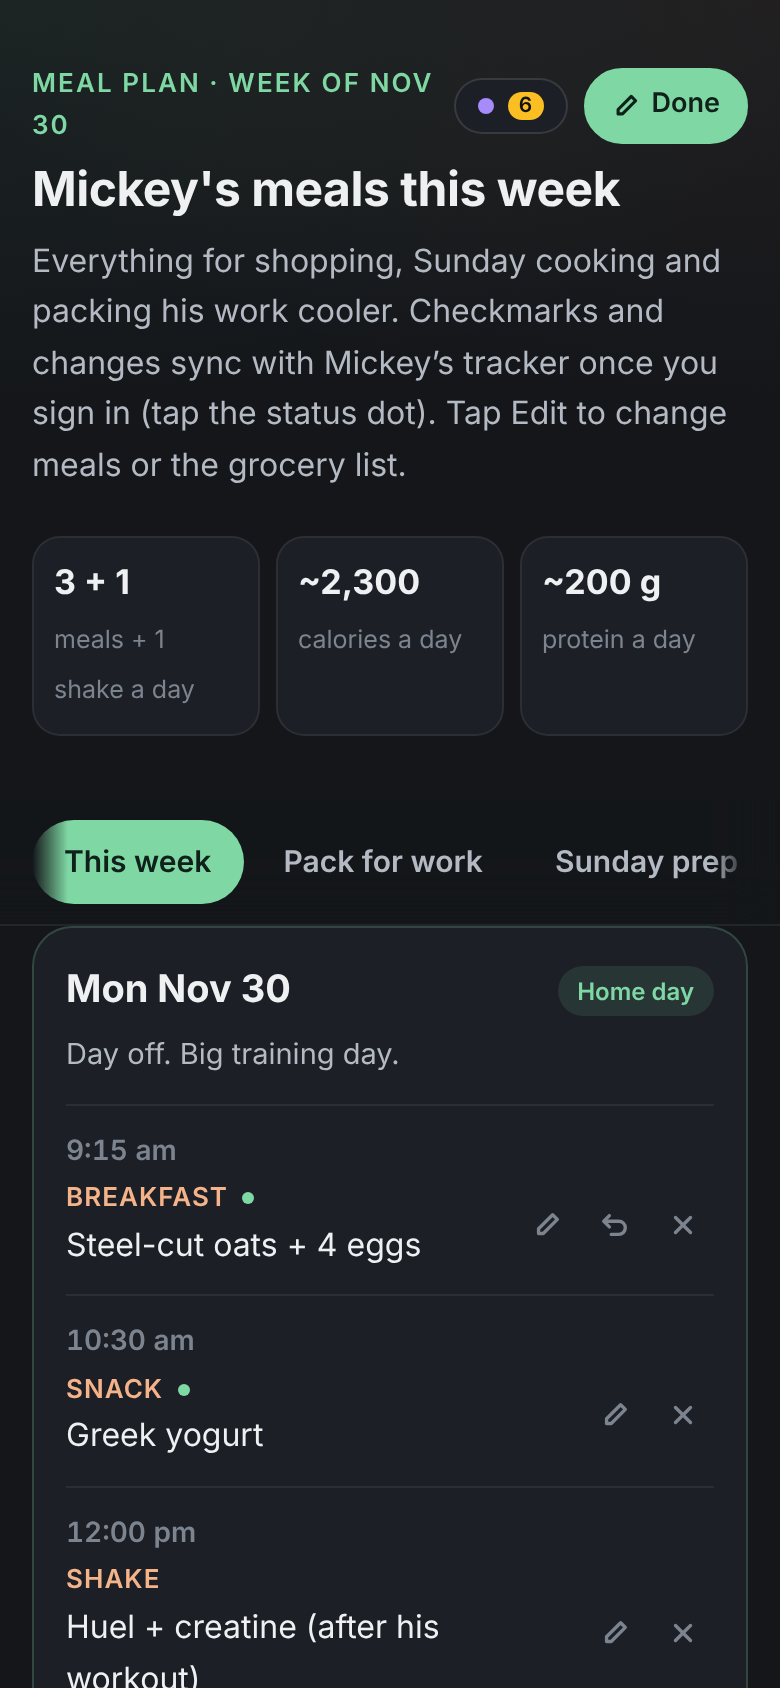 MEAL PLAN · WEEK OF NOV
30
6
Done
Mickey's meals this week
Everything for shopping, Sunday cooking and
packing his work cooler. Checkmarks and
changes sync with Mickey’s tracker once you
sign in (tap the status dot). Tap Edit to change
meals or the grocery list.
3 + 1
meals + 1
shake a day
~2,300
calories a day
~200 g
protein a day
This week
Pack for work
Sunday prep
Mon Nov 30
Home day
Day off. Big training day.
9:15 am
BREAKFAST
Steel-cut oats + 4 eggs
10:30 am
SNACK
Greek yogurt
12:00 pm
SHAKE
Huel + creatine (after his
workout)